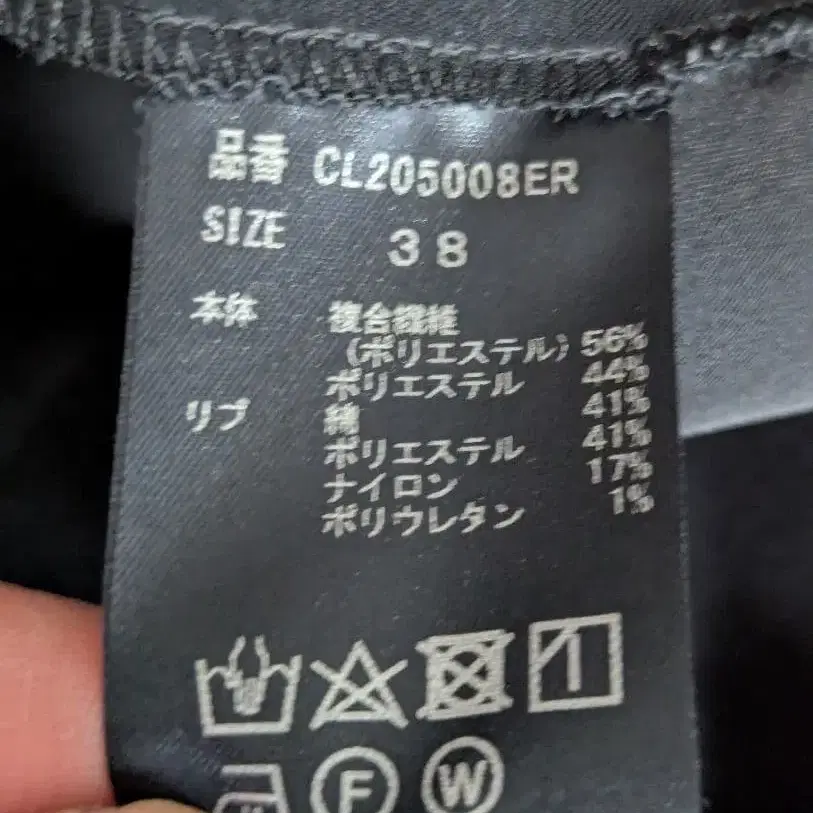 品番 CL205008ER
SIZE 38
本体 複合繊維
(ポリエステル) 56%
ポリエステル 44%
リブ 綿 41%
ポリエステル 41%
ナイロン 17%
ポリウレタン 1%
F W